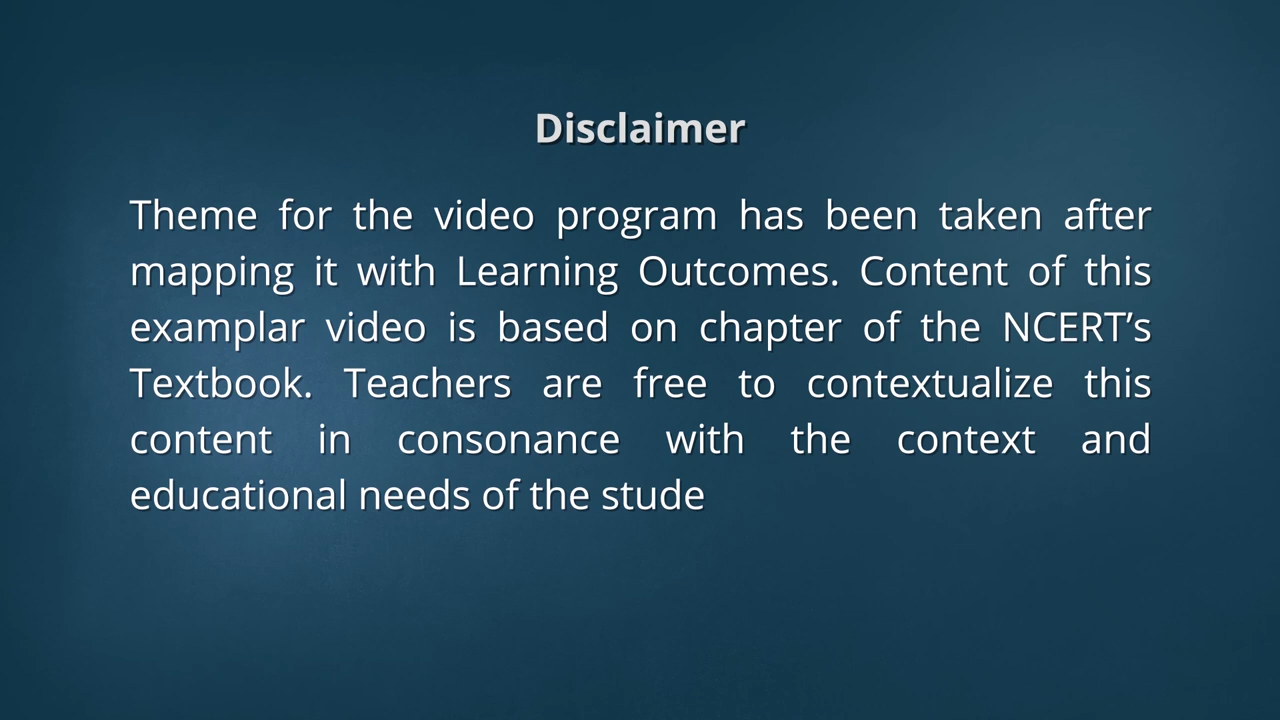 Disclaimer
Theme for the video program has been taken after
mapping it with Learning Outcomes. Content of this
examplar video is based on chapter of the NCERT’s
Textbook. Teachers are free to contextualize this
content in consonance with the context and
educational needs of the stude